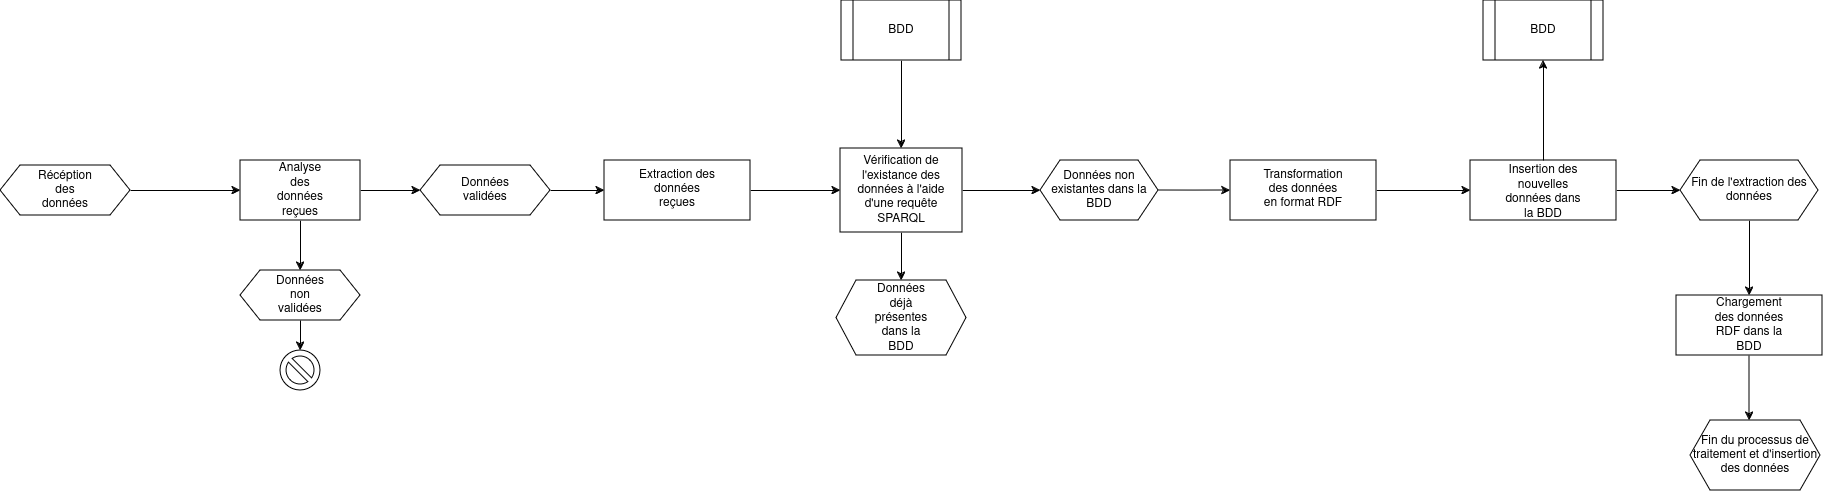 BDD
BDD
Récéption
des
données
Analyse
des
données
reçues
Données
validées
Extraction des
données
reçues
Vérification de
l'existance des
données à l'aide
d'une requête
SPARQL
Données non
existantes dans la
BDD
Transformation
des données
en format RDF
Insertion des
nouvelles
données dans
la BDD
Fin de l'extraction des
données
Données
non
validées
Données
déjà
présentes
dans la
BDD
Chargement
des données
RDF dans la
BDD
Fin du processus de
traitement et d'insertion
des données